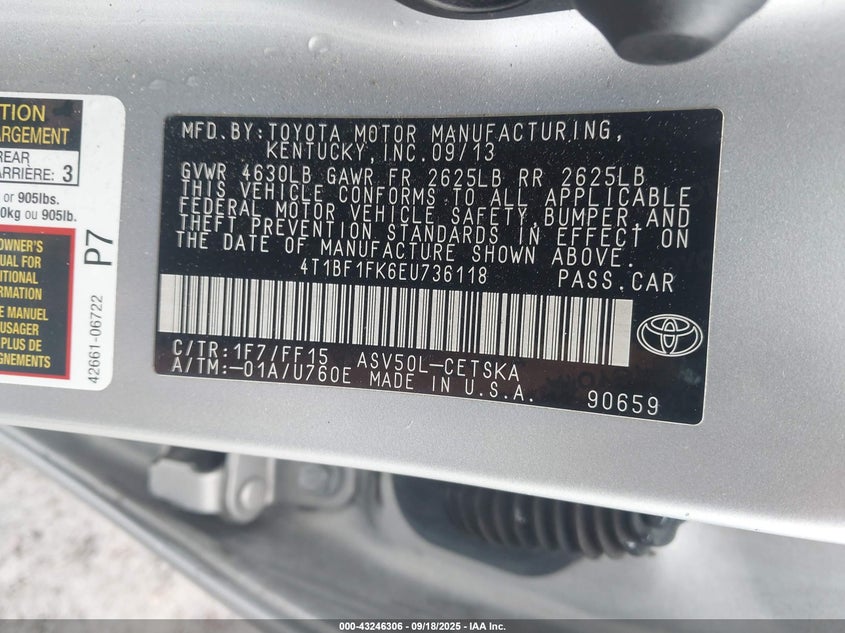 TION
ARGEMENT
REAR
ARRIÈRE: 3
or 905lbs.
0kg ou 905lb.
OWNER'S
UAL FOR
ITIONAL
RMATION
E MANUEL
USAGER
PLUS DE
GNEMENTS
P7
42661-06722
MFD. BY: TOYOTA MOTOR MANUFACTURING,
KENTUCKY, INC. 09/13
GVWR 4630LB GAWR FR 2625LB RR 2625LB
THIS VEHICLE CONFORMS TO ALL APPLICABLE
FEDERAL MOTOR VEHICLE SAFETY, BUMPER, AND
THEFT PREVENTION STANDARDS IN EFFECT ON
THE DATE OF MANUFACTURE SHOWN ABOVE.
4T1BF1FK6EU736118 PASS.CAR
C/TR:1F7/FF15 ASV50L-CETSKA
A/TM:-01A/U760E MADE IN U.S.A.
90659
000-43246306 - 09/18/2025 - IAA Inc.